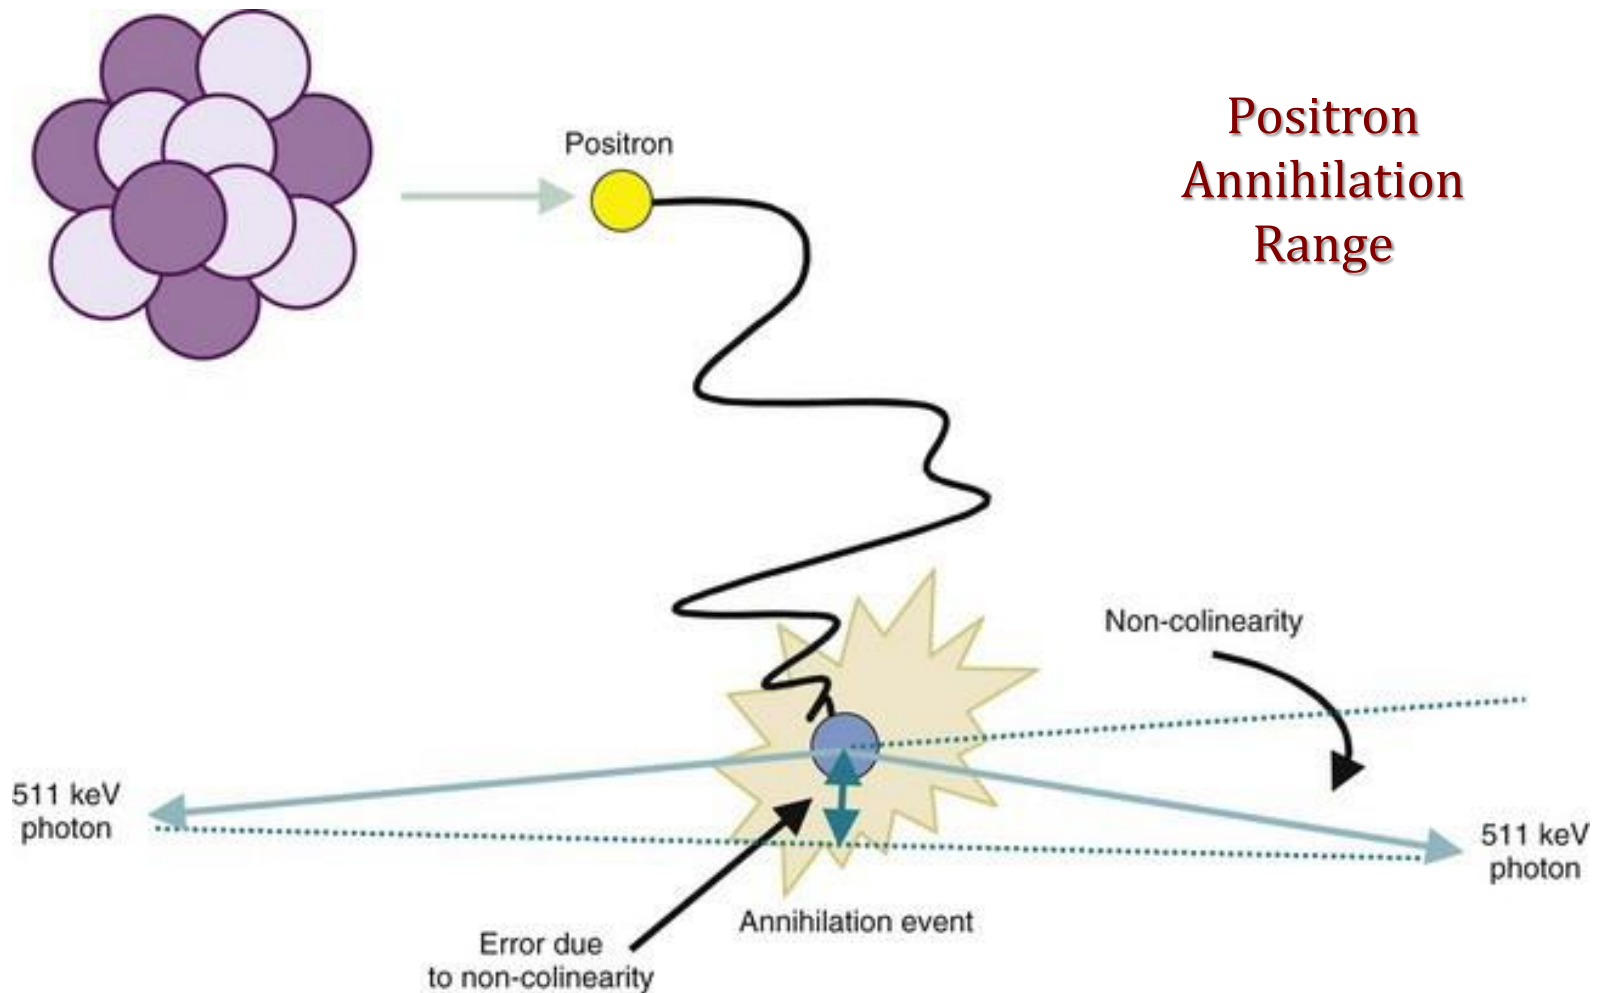 Positron
Annihilation
Range
Positron
Non-colinearity
511 keV
photon
511 keV
photon
Annihilation event
Error due
to non-colinearity